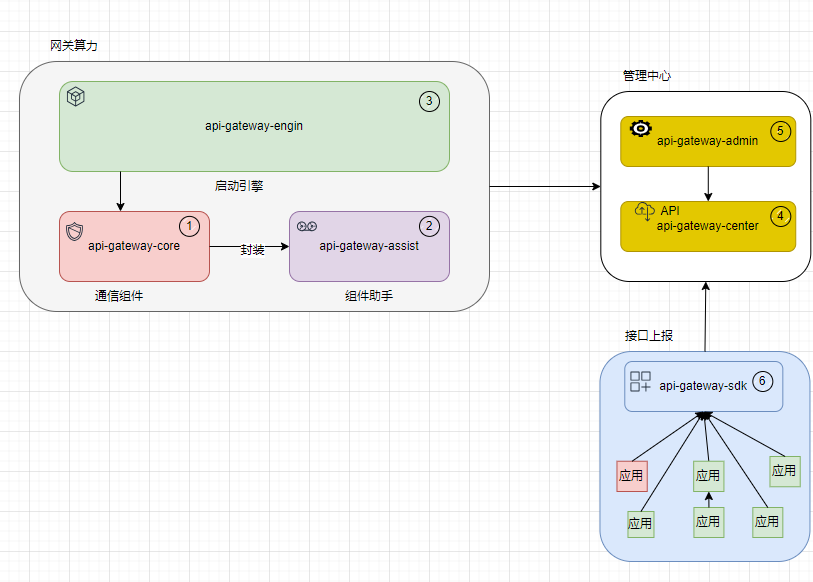 网关算力
api-gateway-engin
3
启动引擎
1
api-gateway-core
封装
2
api-gateway-assist
通信组件
组件助手
管理中心
5
api-gateway-admin
API
4
api-gateway-center
接口上报
api-gateway-sdk
6
应用
应用
应用
应用
应用
应用